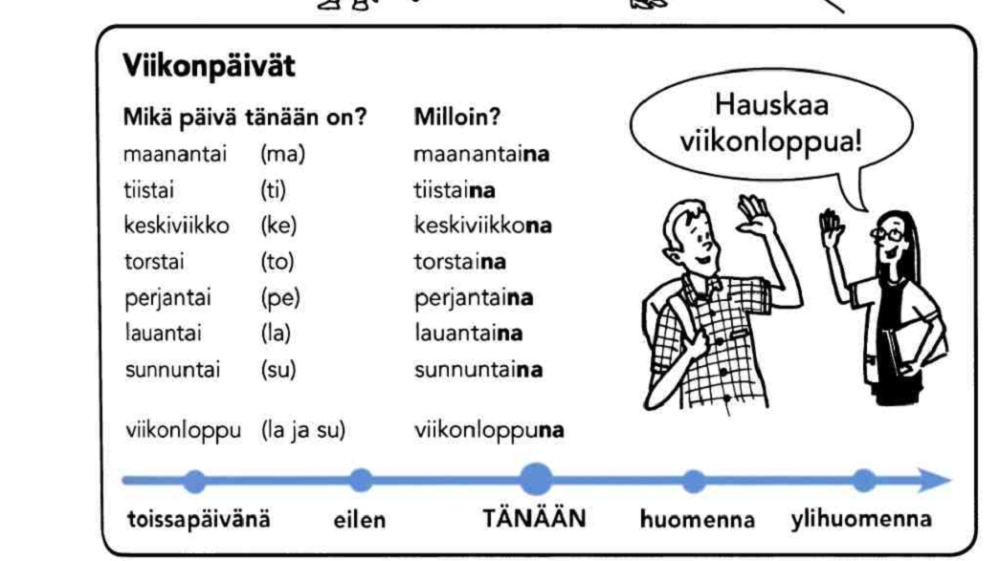 Viikonpäivät
Mikä päivä tänään on? Milloin?
maanantai (ma) maanantaina
tiistai (ti) tiistaina
keskiviikko (ke) keskiviikkona
torstai (to) torstaina
perjantai (pe) perjantaina
lauantai (la) lauantaina
sunnuntai (su) sunnuntaina
viikonloppu (la ja su) viikonloppuna
Hauskaa
viikonloppua!
toissapäivänä eilen TÄNÄÄN huomenna ylihuomenna